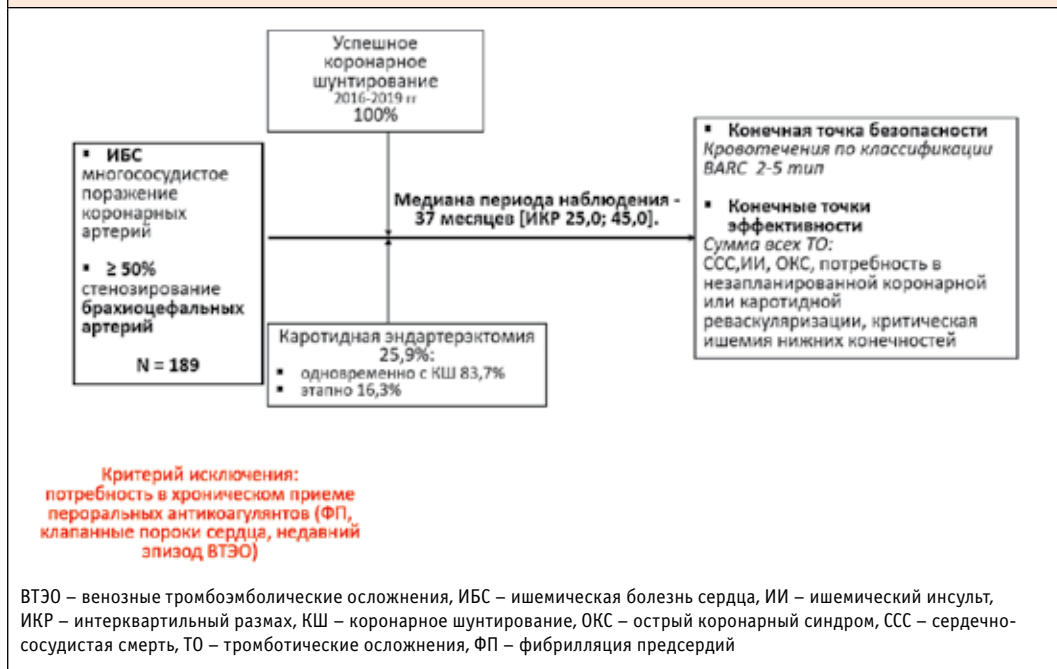 Успешное
коронарное
шунтирование
2016-2019 гг
100%
▪ ИБС
многососудистое
поражение
коронарных
артерий
▪ ≥ 50%
стенозирование
брахиоцефальных
артерий
N = 189
Медиана периода наблюдения -
37 месяцев [ИКР 25,0; 45,0].
Каротидная эндартерэктомия
25,9%:
▪ одновременно с КШ 83,7%
▪ этапно 16,3%
▪ Конечная точка безопасности
Кровотечения по классификации
BARC 2-5 тип
▪ Конечные точки
эффективности
Сумма всех ТО:
ССС,ИИ, ОКС, потребность в
незапланированной коронарной
или каротидной
реваскуляризации, критическая
ишемия нижних конечностей
Критерий исключения:
потребность в хроническом приеме
пероральных антикоагулянтов (ФП,
клапанные пороки сердца, недавний
эпизод ВТЭО)
ВТЭО – венозные тромбоэмболические осложнения, ИБС – ишемическая болезнь сердца, ИИ – ишемический инсульт,
ИКР – интерквартильный размах, КШ – коронарное шунтирование, ОКС – острый коронарный синдром, ССС – сердечно-
сосудистая смерть, ТО – тромботические осложнения, ФП – фибрилляция предсердий